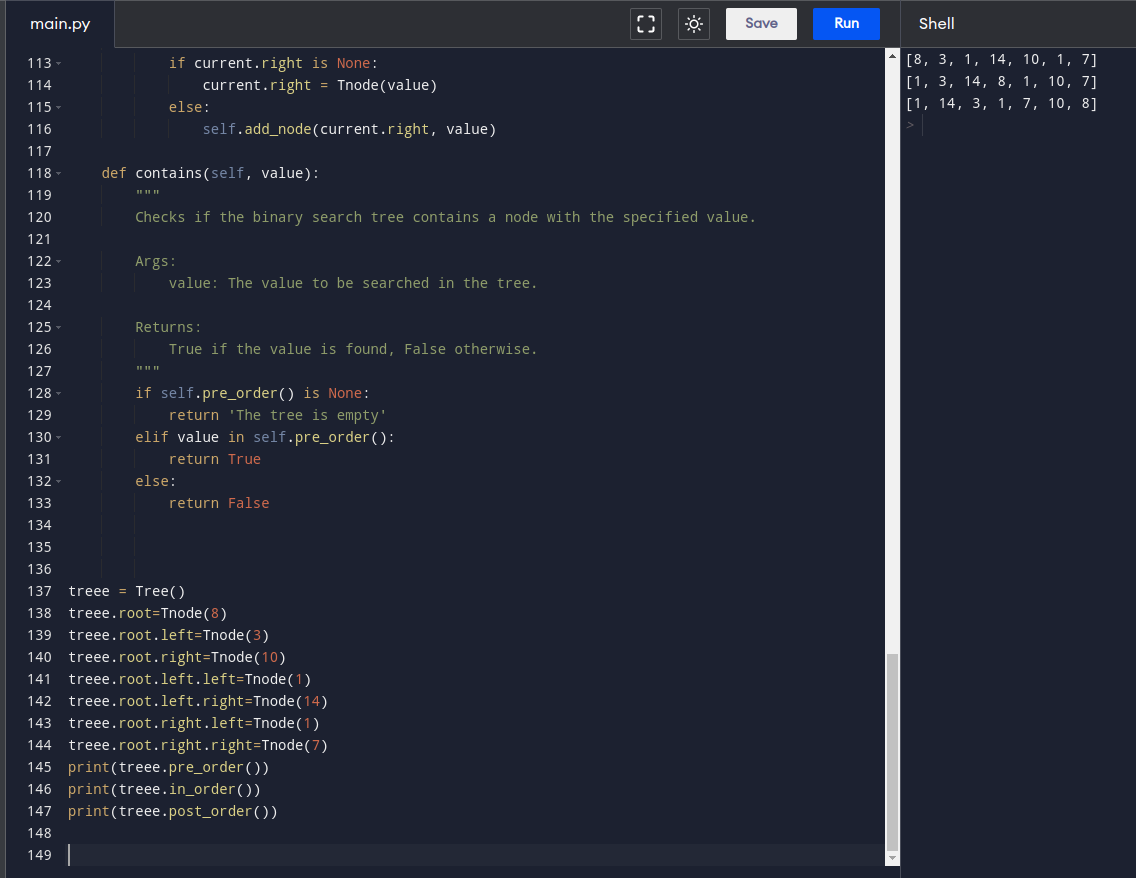 main.py
Save
Run
Shell
113 if current.right is None:
114 current.right = Tnode(value)
115 else:
116 self.add_node(current.right, value)
117
118 def contains(self, value):
119 """
120 Checks if the binary search tree contains a node with the specified value.
121
122 Args:
123 value: The value to be searched in the tree.
124
125 Returns:
126 True if the value is found, False otherwise.
127 """
128 if self.pre_order() is None:
129 return 'The tree is empty'
130 elif value in self.pre_order():
131 return True
132 else:
133 return False
134
135
136
137 treee = Tree()
138 treee.root=Tnode(8)
139 treee.root.left=Tnode(3)
140 treee.root.right=Tnode(10)
141 treee.root.left.left=Tnode(1)
142 treee.root.left.right=Tnode(14)
143 treee.root.right.left=Tnode(1)
144 treee.root.right.right=Tnode(7)
145 print(treee.pre_order())
146 print(treee.in_order())
147 print(treee.post_order())
148
149
[8, 3, 1, 14, 10, 1, 7]
[1, 3, 14, 8, 1, 10, 7]
[1, 14, 3, 1, 7, 10, 8]
>